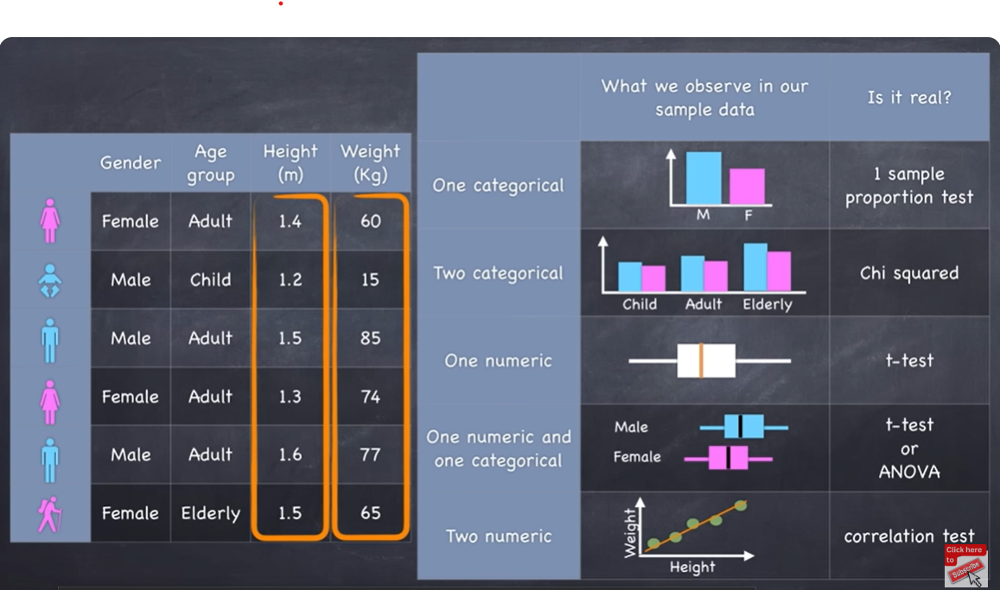 Gender
Age
group
Height
(m)
Weight
(Kg)
Female Adult 1.4 60
Male Child 1.2 15
Male Adult 1.5 85
Female Adult 1.3 74
Male Adult 1.6 77
Female Elderly 1.5 65
What we observe in our
sample data
Is it real?
One categorical
M F
1 sample
proportion test
Two categorical
Child Adult Elderly
Chi squared
One numeric
t-test
One numeric and
one categorical
Male
Female
t-test
or
ANOVA
Two numeric
Weight
Height
correlation test
Click here
to
Subscribe